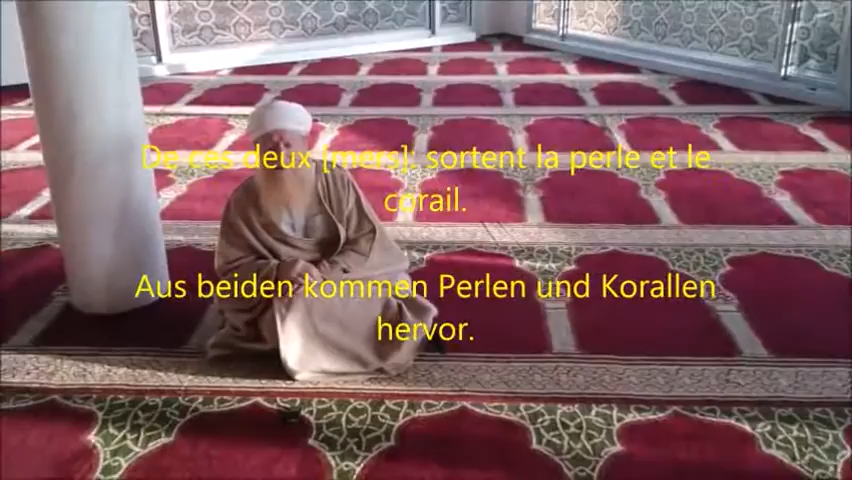 De ces deux [mers]: sortent la perle et le
corail.
Aus beiden kommen Perlen und Korallen
hervor.